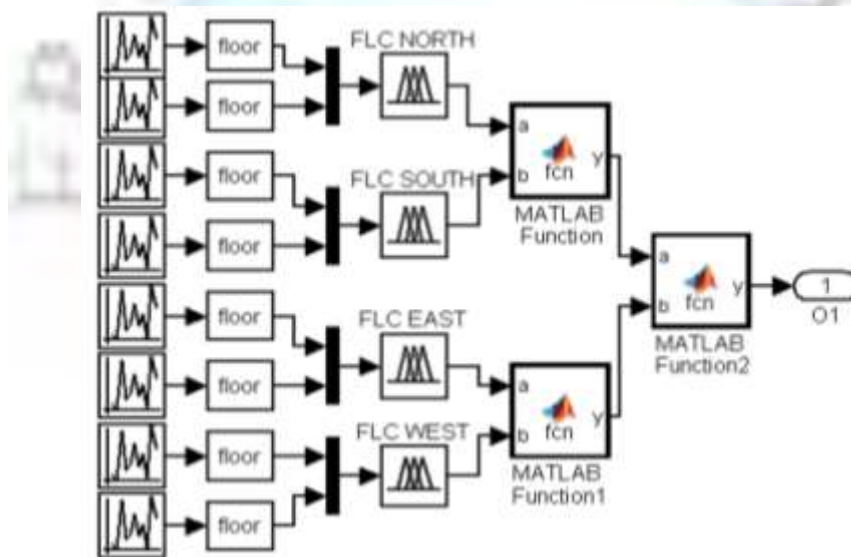 floor
floor
FLC NORTH
a
b
fcn
y
MATLAB
Function
floor
floor
FLC SOUTH
a
b
fcn
y
MATLAB
Function2
1
O1
floor
floor
FLC EAST
a
b
fcn
y
MATLAB
Function1
floor
floor
FLC WEST